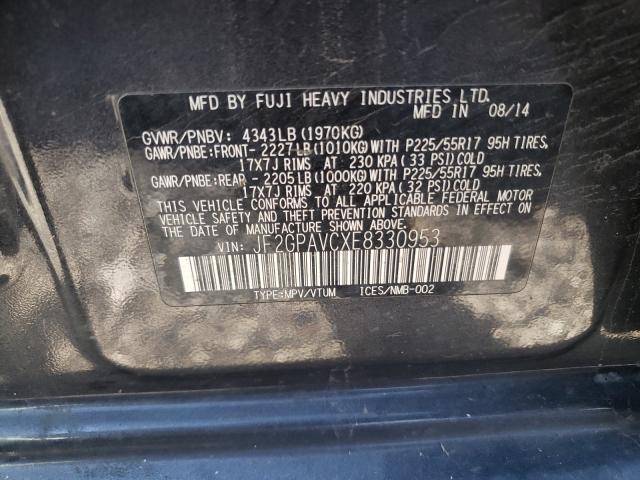 MFD BY FUJI HEAVY INDUSTRIES LTD.
MFD IN 08/14
GVWR/PNBV: 4343LB(1970KG)
GAWR/PNBE:FRONT-2227LB(1010KG)WITH P225/55R17 95H TIRES,
17X7J RIMS AT 230 KPA(33 PSI)COLD
GAWR/PNBE:REAR -2205LB(1000KG)WITH P225/55R17 95H TIRES,
17X7J RIMS AT 220 KPA(32 PSI)COLD
THIS VEHICLE CONFORMS TO ALL APPLICABLE FEDERAL MOTOR
VEHICLE SAFETY AND THEFT PREVENTION STANDARDS IN EFFECT
ON THE DATE OF MANUFACTURE SHOWN ABOVE.
VIN: JF2GPAVCXE8330953
TYPE:MPV/VTUM ICES/NMB-002